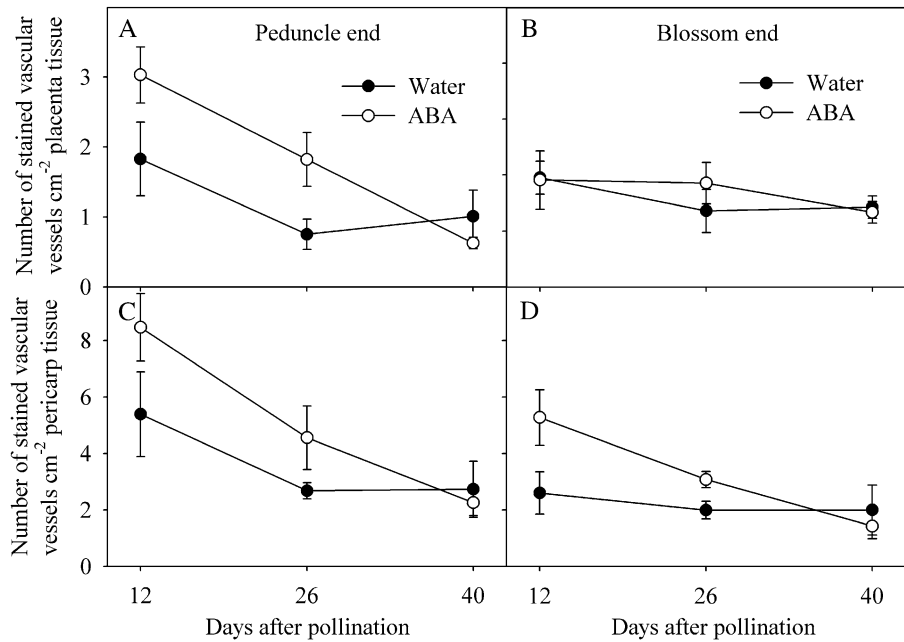 A
Peduncle end
Water
ABA
B
Blossom end
Water
ABA
Number of stained vascular
vessels cm-2 placenta tissue
3
2
1
0
C
D
Number of stained vascular
vessels cm-2 pericarp tissue
8
6
4
2
0
12
26
40
12
26
40
Days after pollination
Days after pollination